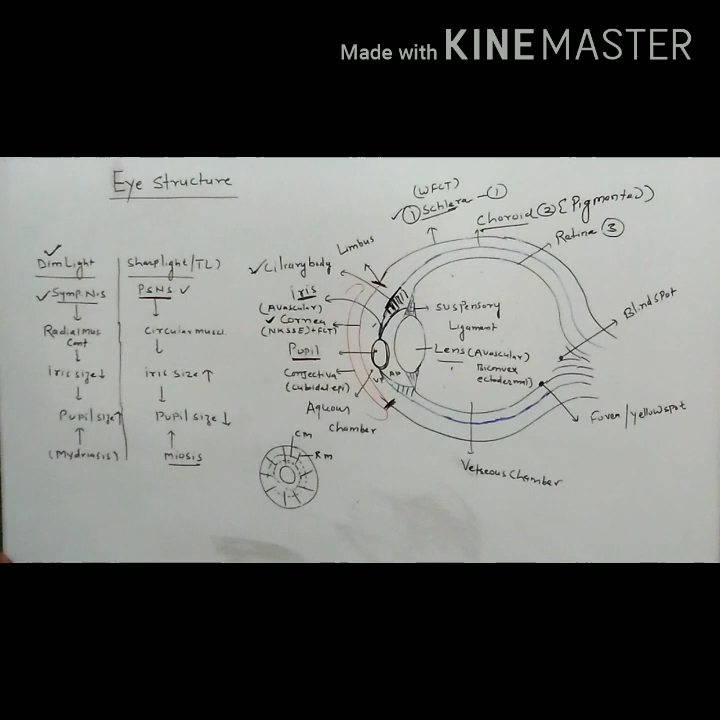 Made with KINEMASTER
Eye Structure
Dim Light
Symp. N.S
Radial mus
Cont
iris size ↓
Pupil size ↑
(Mydriasis)
Sharp light/TL)
PSNS
Circular muscl.
iris size ↑
Pupil size ↓
miosis
Limbus
Ciliary body
iris
(Avascular)
Cornea
(NKSSE)+FCT)
Pupil
Conjectiva
(Cubidal epi)
Aqueous
chamber
CM
RM
(WFCT)
① Schlera - ①
Choroid ② {Pigmented}
Retina ③
Suspensory
Ligament
Lens (Avascular)
Biconvex
ectodermal)
Blind spot
Fovea/yellow spot
Vetreous Chamber